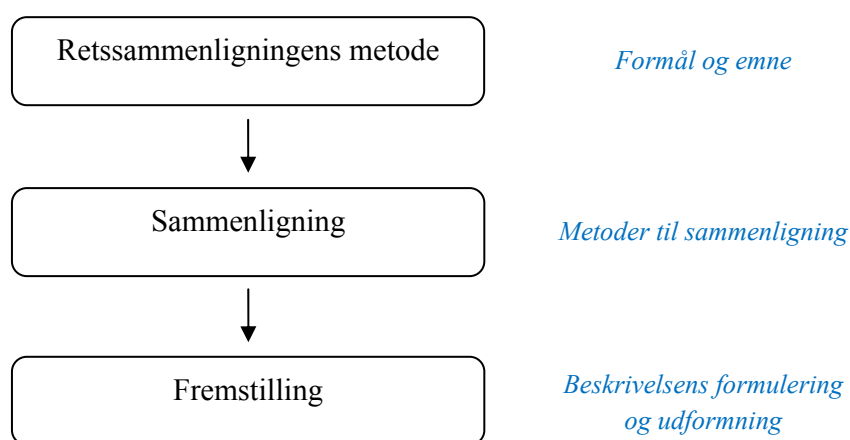 Retssammenligningens metode
Formål og emne
Sammenligning
Metoder til sammenligning
Fremstilling
Beskrivelsens formulering
og udformning